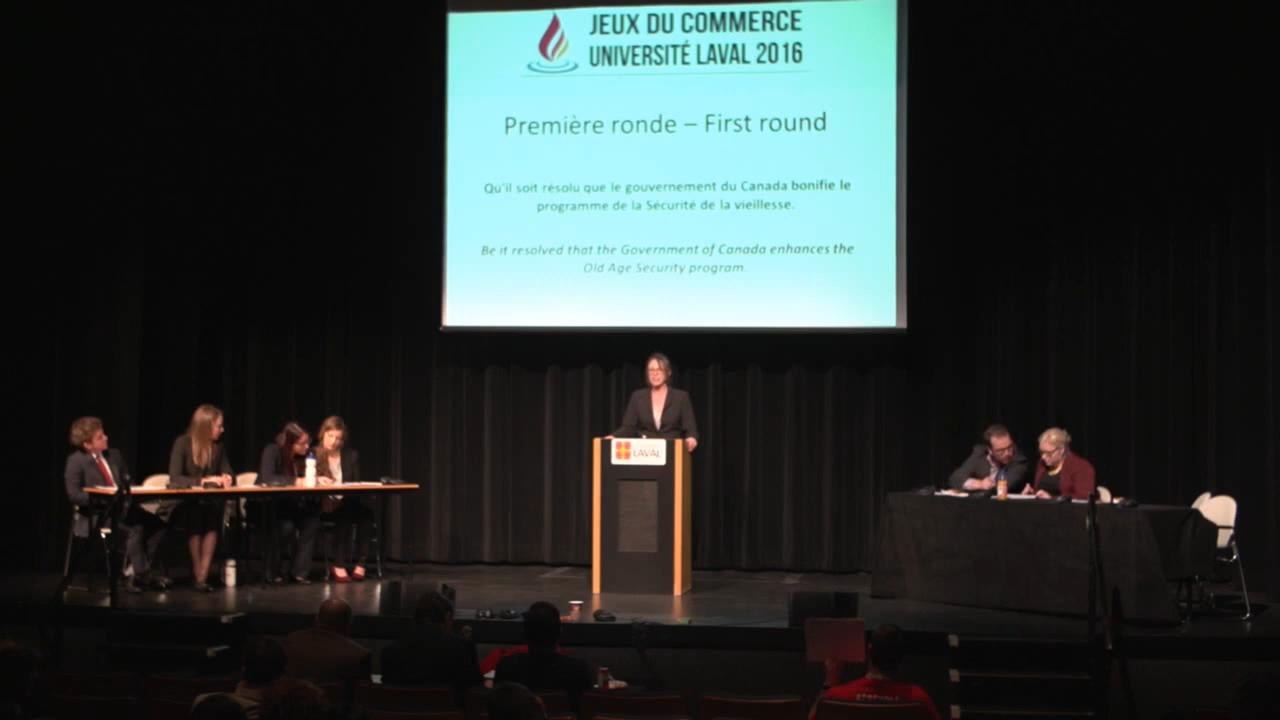 JEUX DU COMMERCE
UNIVERSITÉ LAVAL 2016
Première ronde – First round
Qu'il soit résolu que le gouvernement du Canada bonifie le
programme de la Sécurité de la vieillesse.
Be it resolved that the Government of Canada enhances the
Old Age Security program.
LAVAL